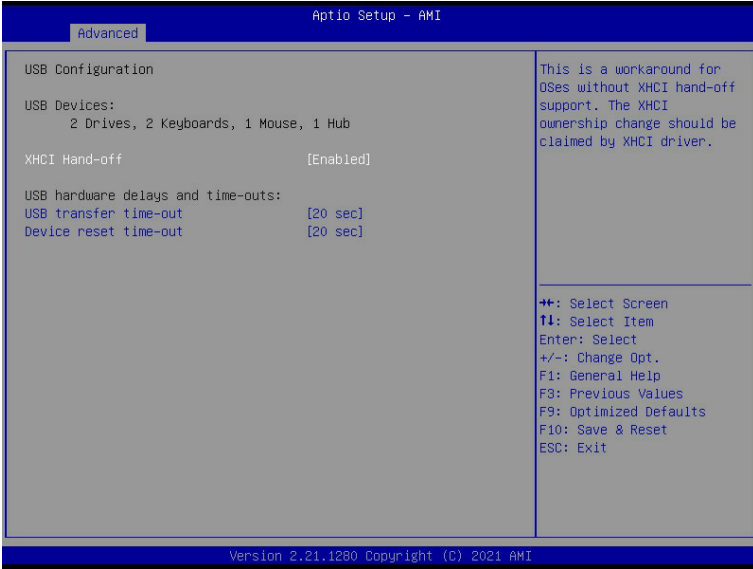 Aptio Setup – AMI
Advanced
USB Configuration
USB Devices:
2 Drives, 2 Keyboards, 1 Mouse, 1 Hub
XHCI Hand-off [Enabled]
USB hardware delays and time-outs:
USB transfer time-out [20 sec]
Device reset time-out [20 sec]
This is a workaround for
OSes without XHCI hand-off
support. The XHCI
ownership change should be
claimed by XHCI driver.
→←: Select Screen
↑↓: Select Item
Enter: Select
+/-: Change Opt.
F1: General Help
F3: Previous Values
F9: Optimized Defaults
F10: Save & Reset
ESC: Exit
Version 2.21.1280 Copyright (C) 2021 AMI